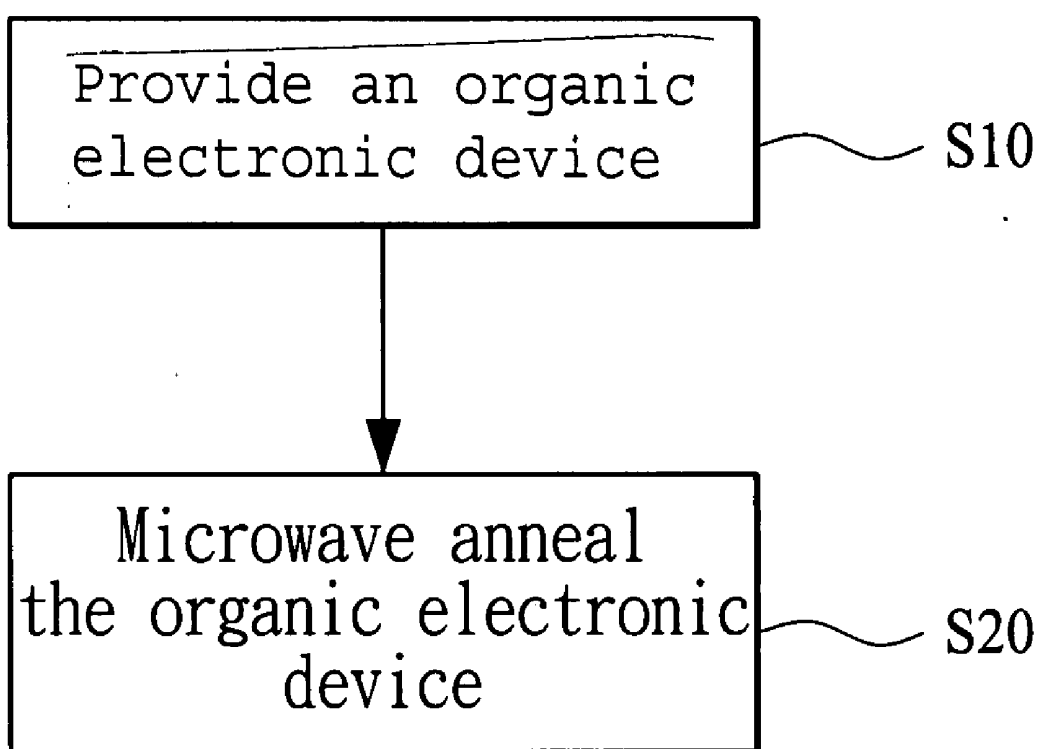 Provide an organic
electronic device
S10
Microwave anneal
the organic electronic
device
S20